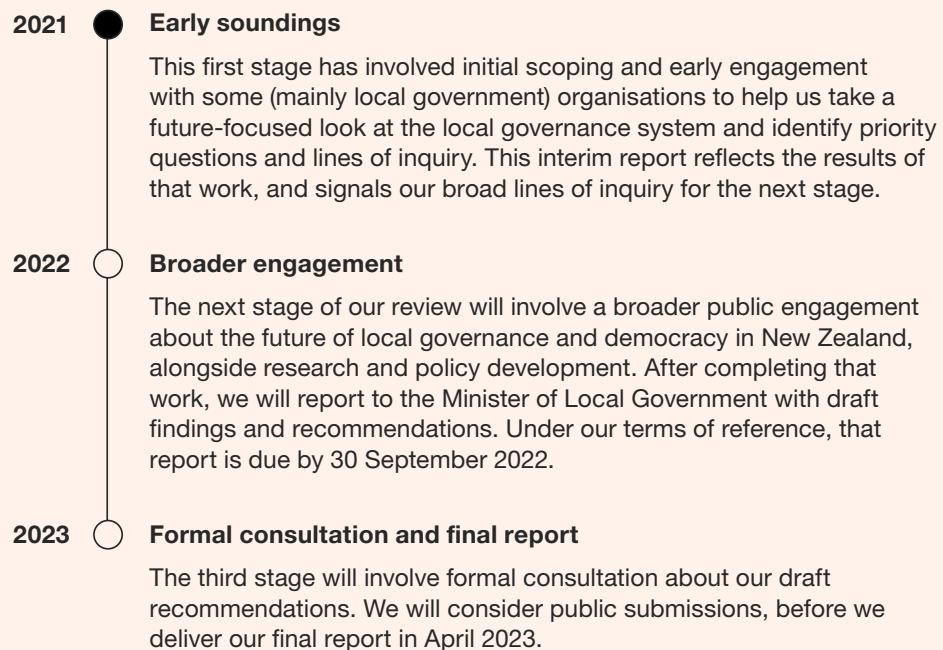 2021 Early soundings
This first stage has involved initial scoping and early engagement
with some (mainly local government) organisations to help us take a
future-focused look at the local governance system and identify priority
questions and lines of inquiry. This interim report reflects the results of
that work, and signals our broad lines of inquiry for the next stage.
2022 Broader engagement
The next stage of our review will involve a broader public engagement
about the future of local governance and democracy in New Zealand,
alongside research and policy development. After completing that
work, we will report to the Minister of Local Government with draft
findings and recommendations. Under our terms of reference, that
report is due by 30 September 2022.
2023 Formal consultation and final report
The third stage will involve formal consultation about our draft
recommendations. We will consider public submissions, before we
deliver our final report in April 2023.